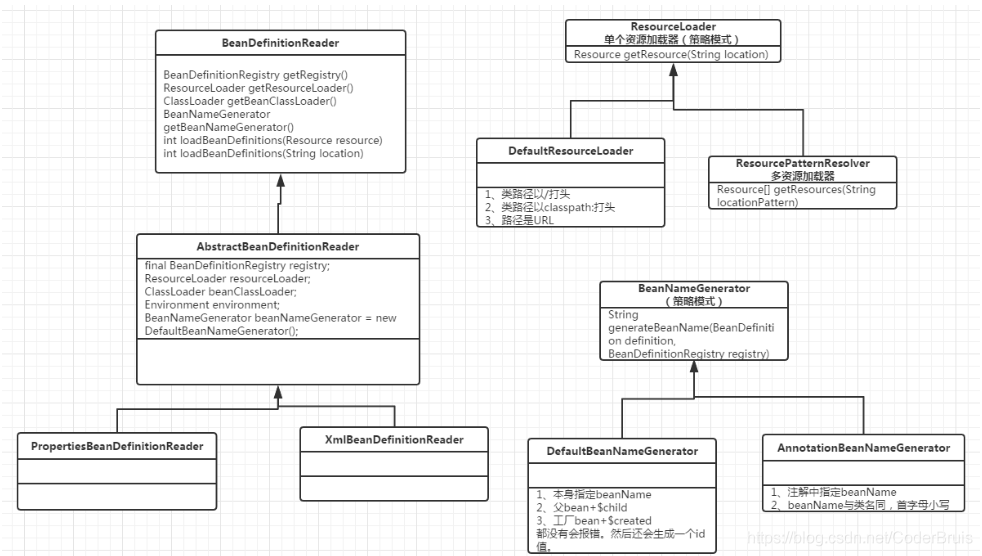 BeanDefinitionReader
BeanDefinitionRegistry getRegistry()
ResourceLoader getResourceLoader()
ClassLoader getBeanClassLoader()
BeanNameGenerator
getBeanNameGenerator()
int loadBeanDefinitions(Resource resource)
int loadBeanDefinitions(String location)
ResourceLoader
单个资源加载器（策略模式）
Resource getResource(String location)
DefaultResourceLoader
1、类路径以/打头
2、类路径以classpath:打头
3、路径是URL
ResourcePatternResolver
多资源加载器
Resource[] getResources(String
locationPattern)
AbstractBeanDefinitionReader
final BeanDefinitionRegistry registry;
ResourceLoader resourceLoader;
ClassLoader beanClassLoader;
Environment environment;
BeanNameGenerator beanNameGenerator = new
DefaultBeanNameGenerator();
BeanNameGenerator
（策略模式）
String
generateBeanName(BeanDefiniti
on definition,
BeanDefinitionRegistry registry)
PropertiesBeanDefinitionReader
XmlBeanDefinitionReader
DefaultBeanNameGenerator
1、本身指定beanName
2、父bean+$child
3、工厂bean+$created
都没有会报错。然后还会生成一个id
值。
AnnotationBeanNameGenerator
1、注解中指定beanName
2、beanName与类名同，首字母小写
https://blog.csdn.net/CoderBruis